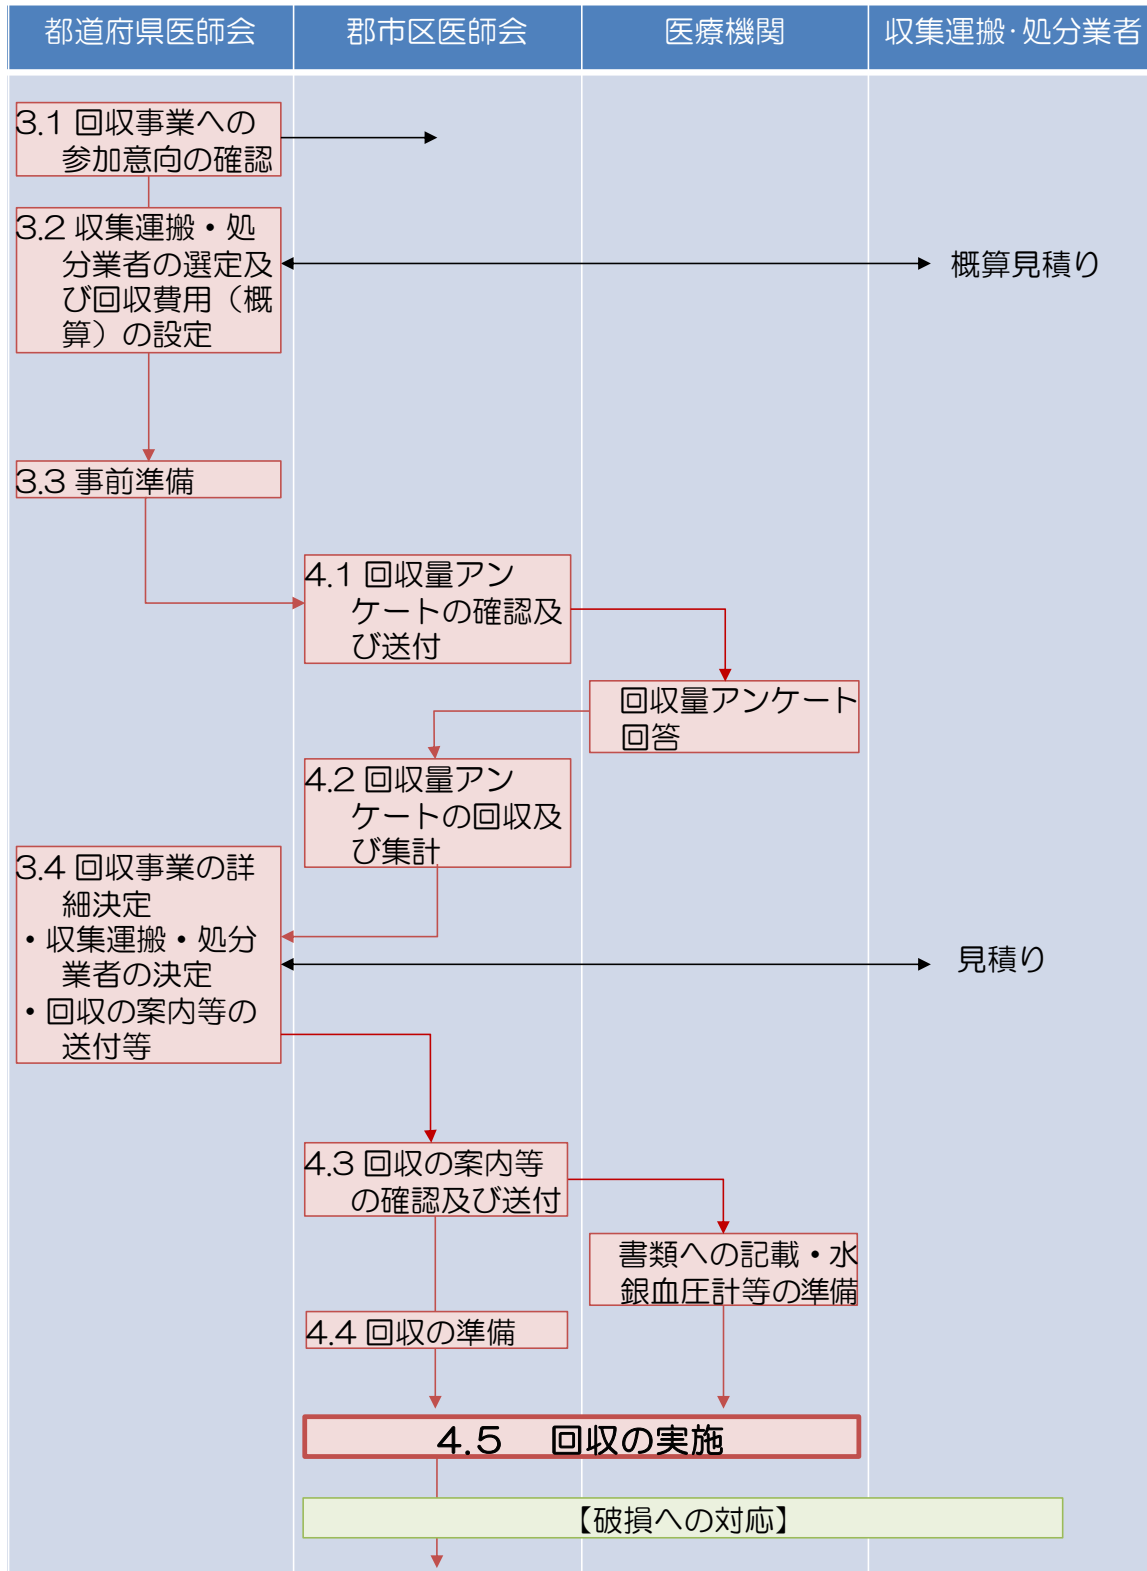 都道府県医師会
郡市区医師会
医療機関
収集運搬・処分業者
3.1 回収事業への
参加意向の確認
3.2 収集運搬・処
分業者の選定及
び回収費用（概
算）の設定
概算見積り
3.3 事前準備
4.1 回収量アン
ケートの確認及
び送付
回収量アンケート
回答
4.2 回収量アン
ケートの回収及
び集計
3.4 回収事業の詳
細決定
・収集運搬・処分
業者の決定
・回収の案内等の
送付等
見積り
4.3 回収の案内等
の確認及び送付
書類への記載・水
銀血圧計等の準備
4.4 回収の準備
4.5 回収の実施
【破損への対応】